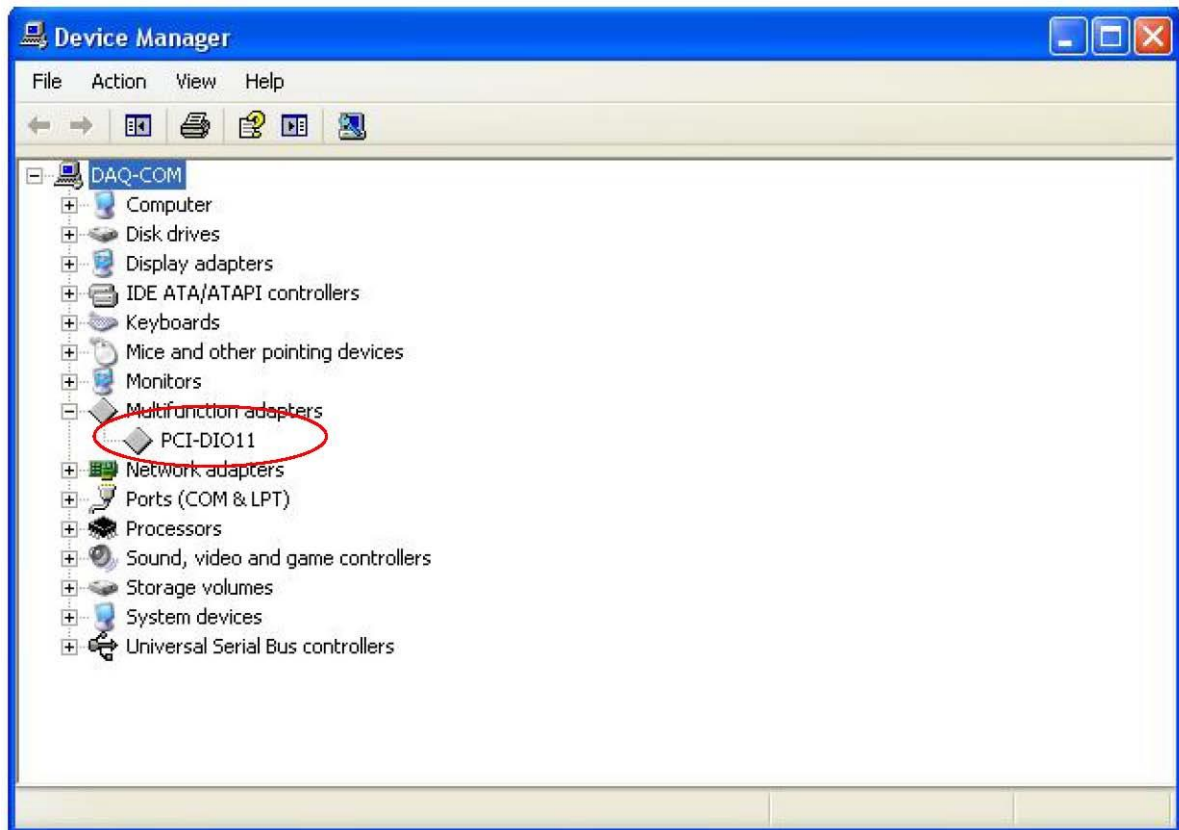 Device Manager
File Action View Help
DAQ-COM
Computer
Disk drives
Display adapters
IDE ATA/ATAPI controllers
Keyboards
Mice and other pointing devices
Monitors
Multifunction adapters
PCI-DIO11
Network adapters
Ports (COM & LPT)
Processors
Sound, video and game controllers
Storage volumes
System devices
Universal Serial Bus controllers